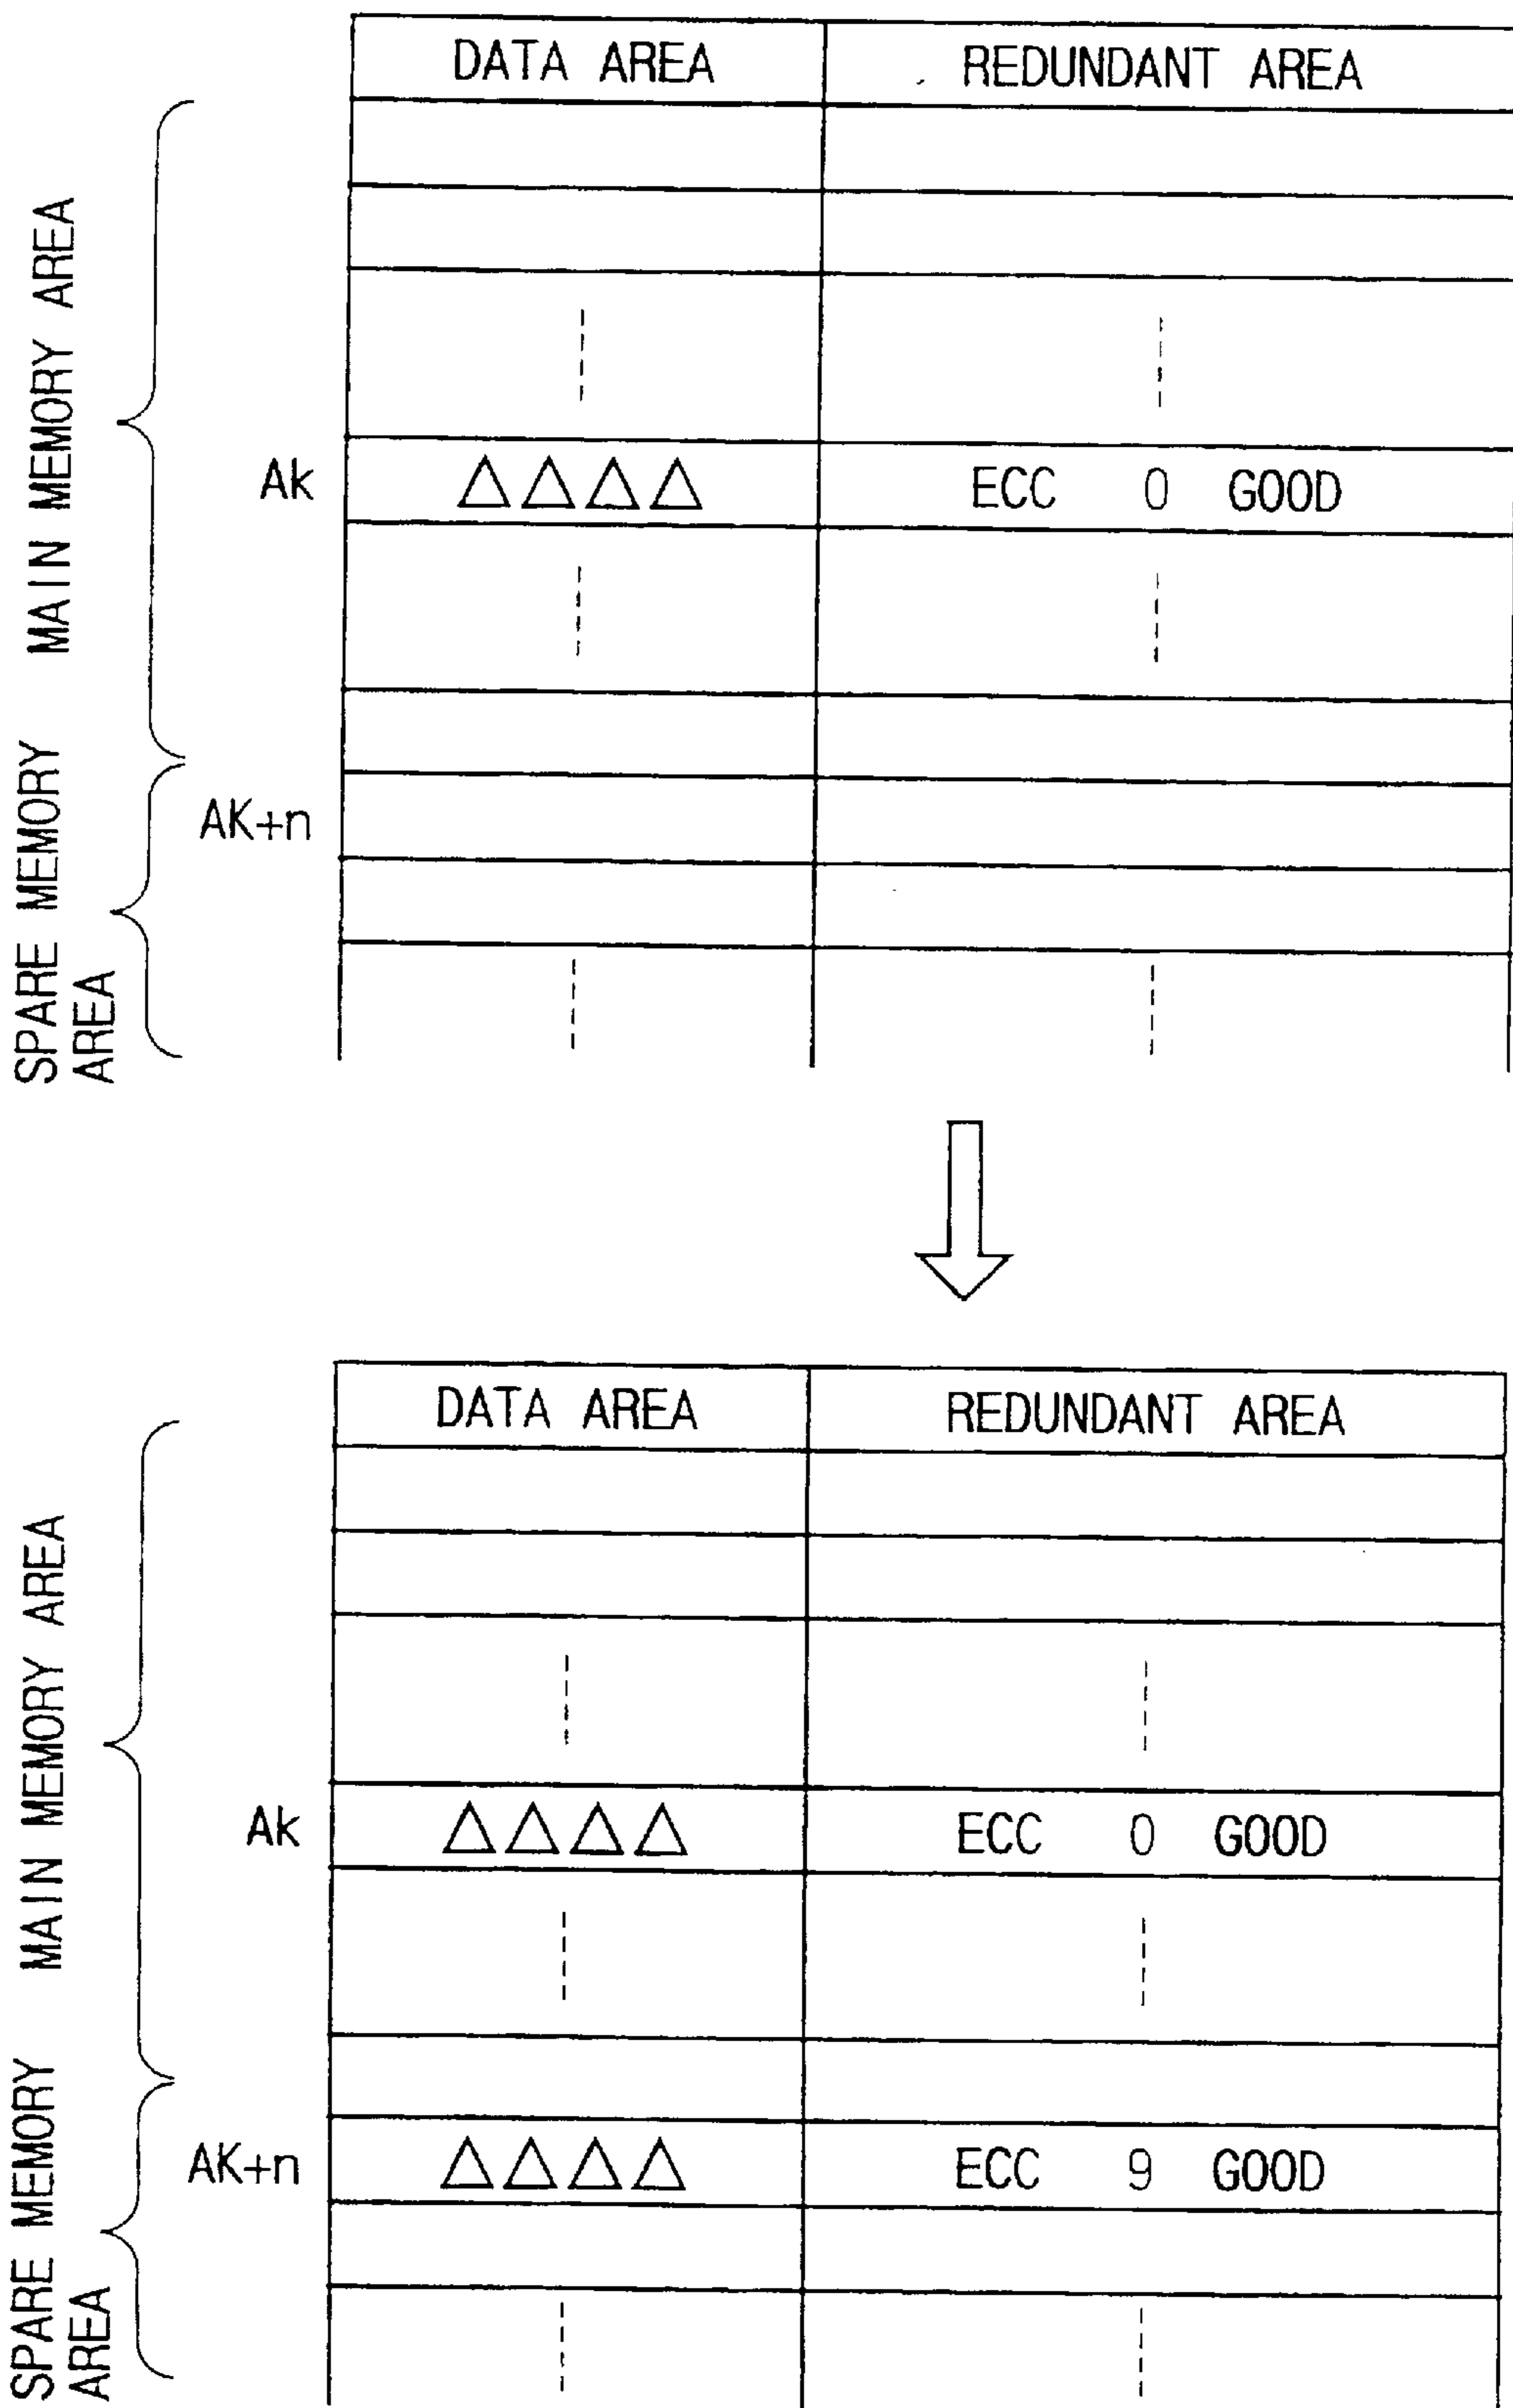 DATA AREA REDUNDANT AREA
MAIN MEMORY AREA
Ak △△△△ ECC 0 GOOD
SPARE MEMORY
AREA
AK+n
DATA AREA REDUNDANT AREA
MAIN MEMORY AREA
Ak △△△△ ECC 0 GOOD
SPARE MEMORY
AREA
AK+n △△△△ ECC 9 GOOD